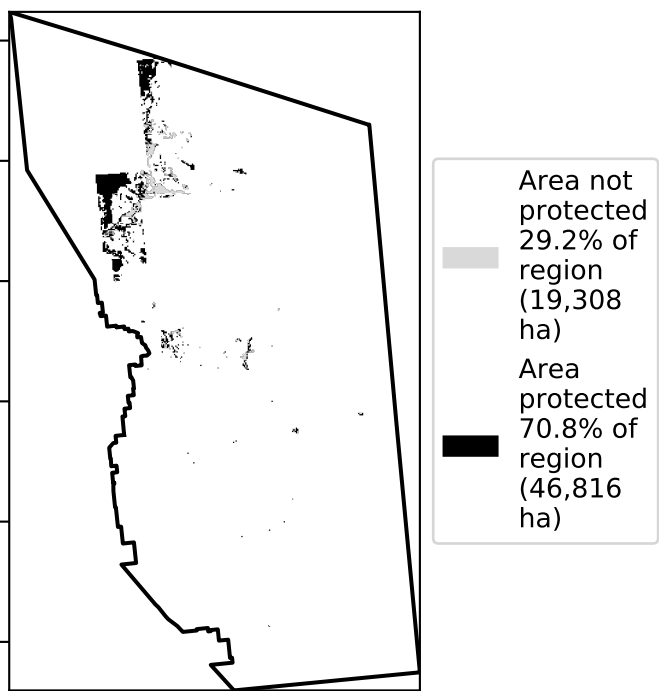 Area not
protected
29.2% of
region
(19,308
ha)
Area
protected
70.8% of
region
(46,816
ha)